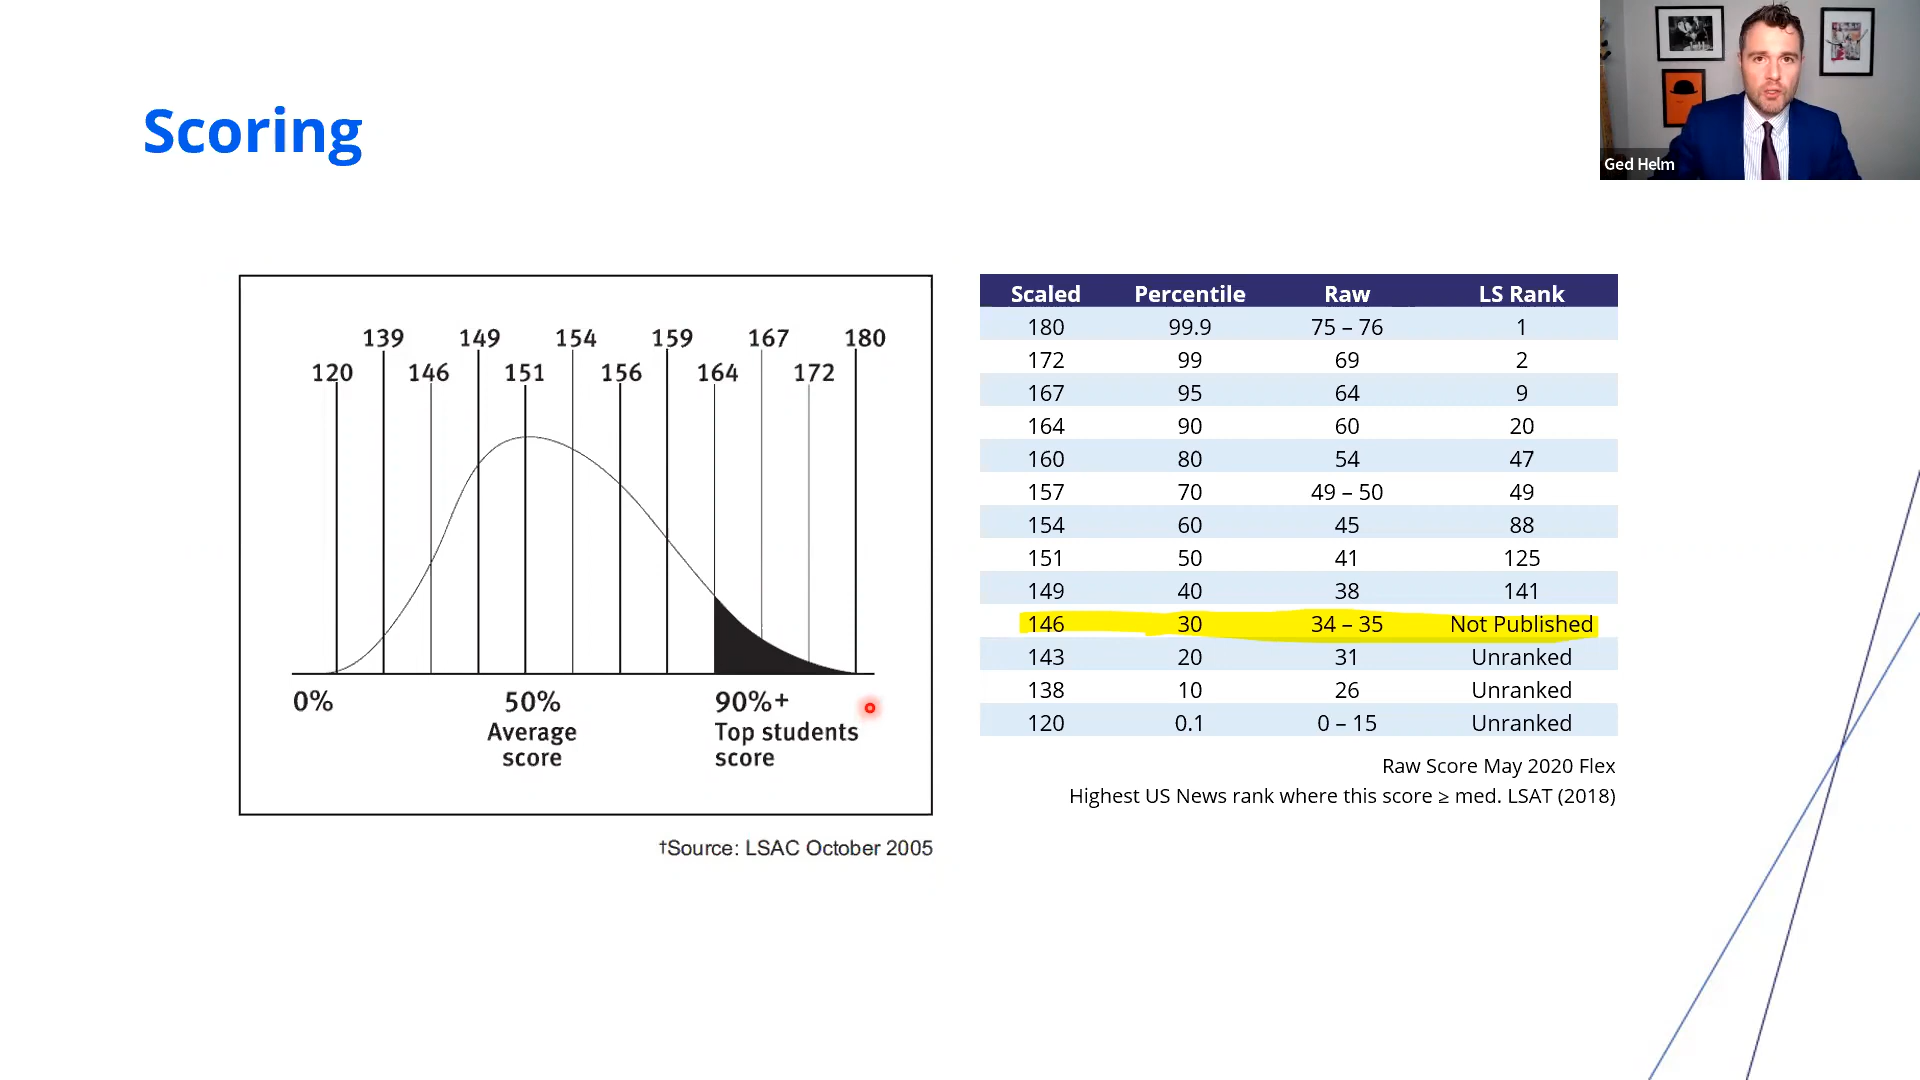 Scoring
Ged Helm
139 149 154 159 167 180
120 146 151 156 164 172
0% 50% 90%+
Average Top students
score score
†Source: LSAC October 2005
Scaled Percentile Raw LS Rank
180 99.9 75 – 76 1
172 99 69 2
167 95 64 9
164 90 60 20
160 80 54 47
157 70 49 – 50 49
154 60 45 88
151 50 41 125
149 40 38 141
146 30 34 – 35 Not Published
143 20 31 Unranked
138 10 26 Unranked
120 0.1 0 – 15 Unranked
Raw Score May 2020 Flex
Highest US News rank where this score ≥ med. LSAT (2018)